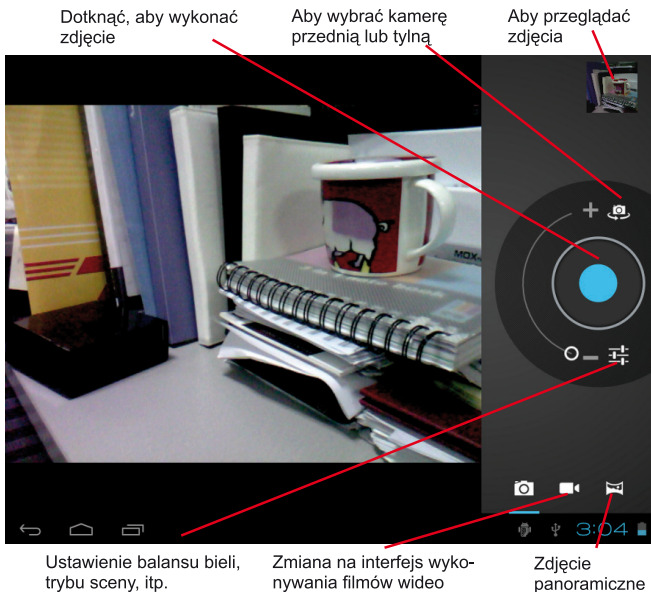 Dotknąć, aby wykonać
zdjęcie
Aby wybrać kamerę
przednią lub tylną
Aby przeglądać
zdjęcia
MOX
3:04
Ustawienie balansu bieli,
trybu sceny, itp.
Zmiana na interfejs wyko-
nywania filmów wideo
Zdjęcie
panoramiczne